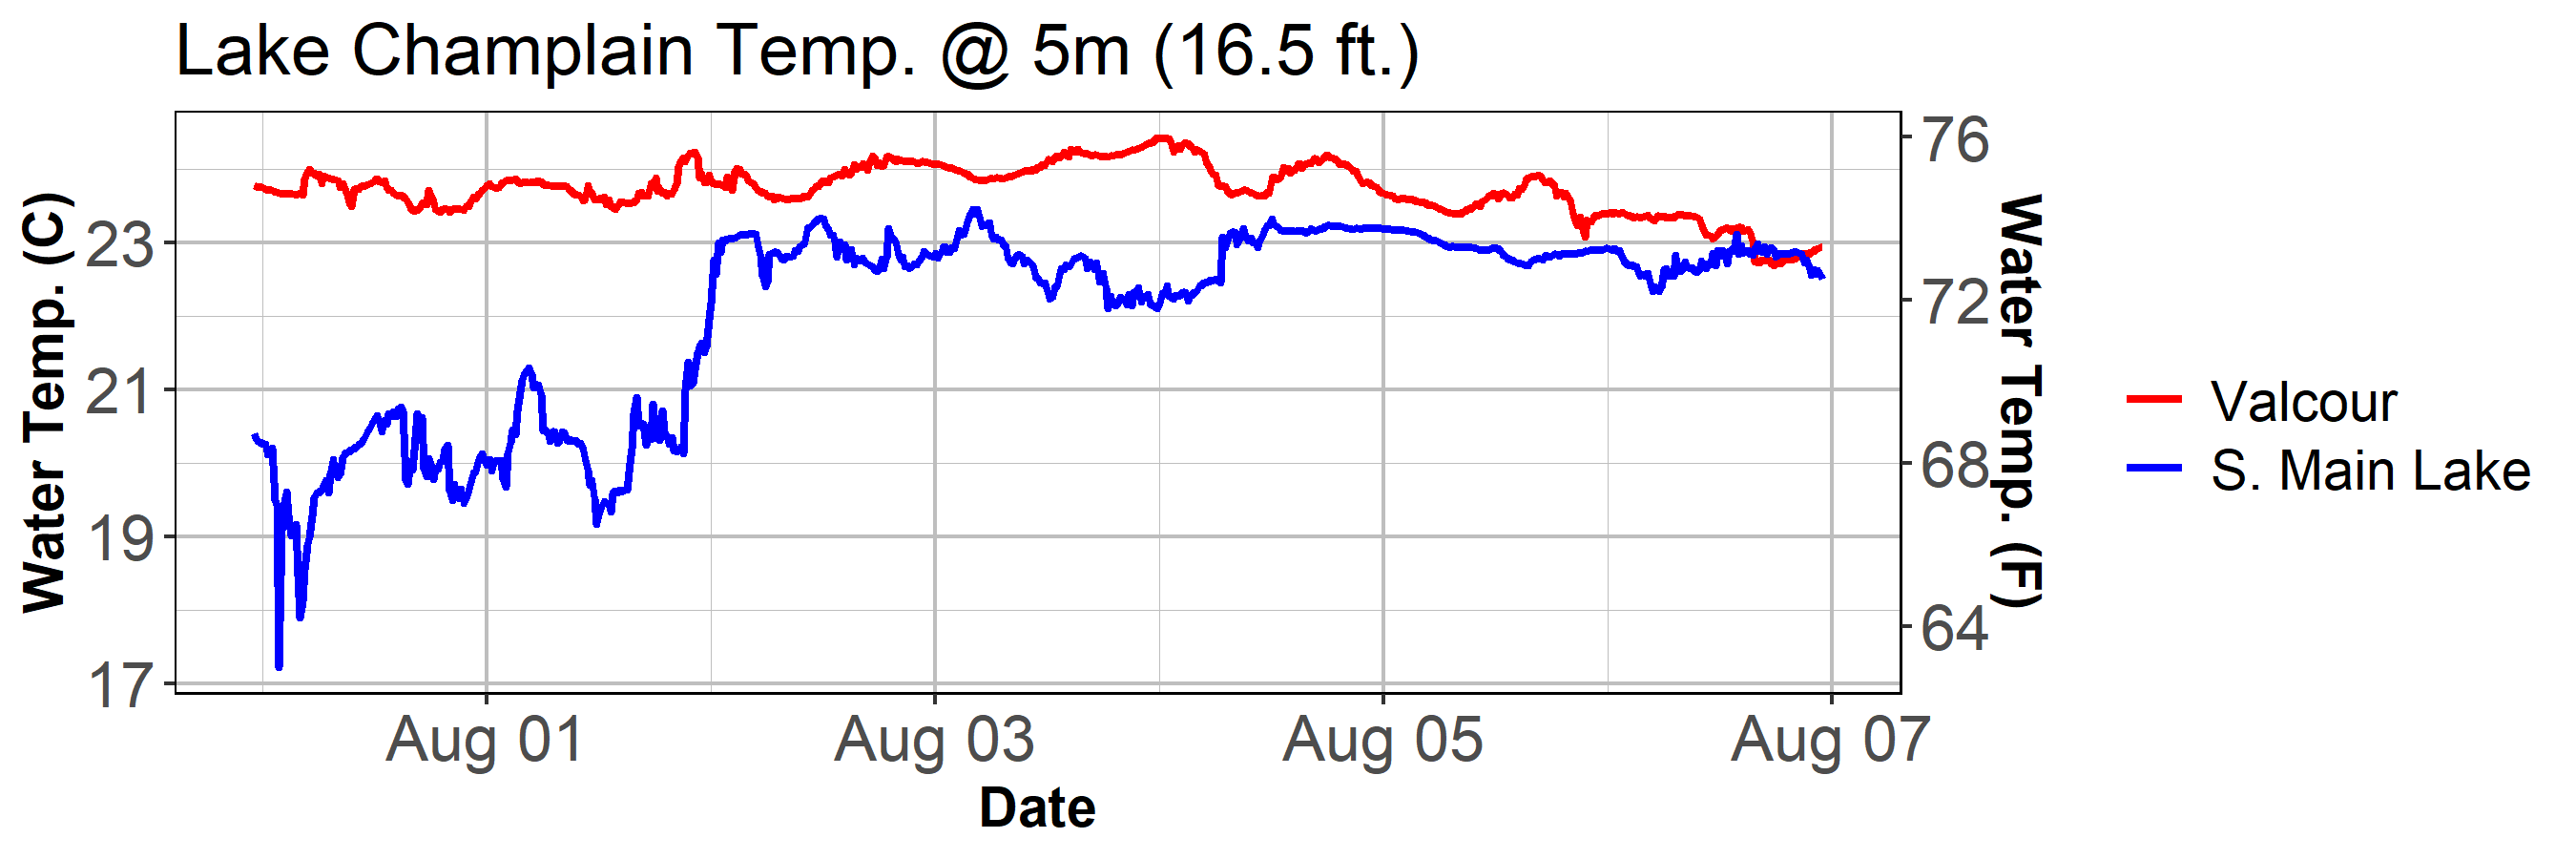 Lake Champlain Temp. @ 5m (16.5 ft.)
Water Temp. (C)
23
21
19
17
76
72
68
64
Water Temp. (F)
Aug 01
Aug 03
Aug 05
Aug 07
Date
Valcour
S. Main Lake